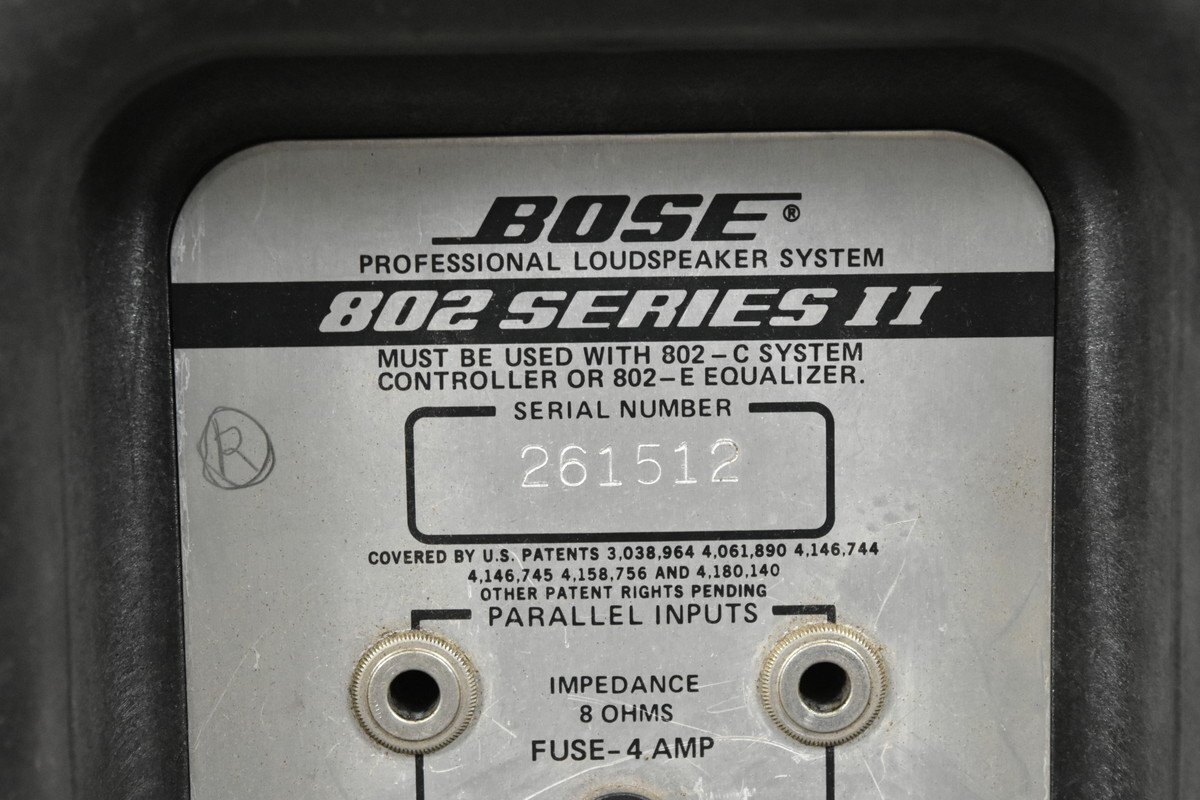 BOSE®
PROFESSIONAL LOUDSPEAKER SYSTEM
802 SERIES II
MUST BE USED WITH 802-C SYSTEM
CONTROLLER OR 802-E EQUALIZER.
SERIAL NUMBER
R
261512
COVERED BY U.S. PATENTS 3,038,964 4,061,890 4,146,744
4,146,745 4,158,756 AND 4,180,140
OTHER PATENT RIGHTS PENDING
PARALLEL INPUTS
IMPEDANCE
8 OHMS
FUSE-4 AMP